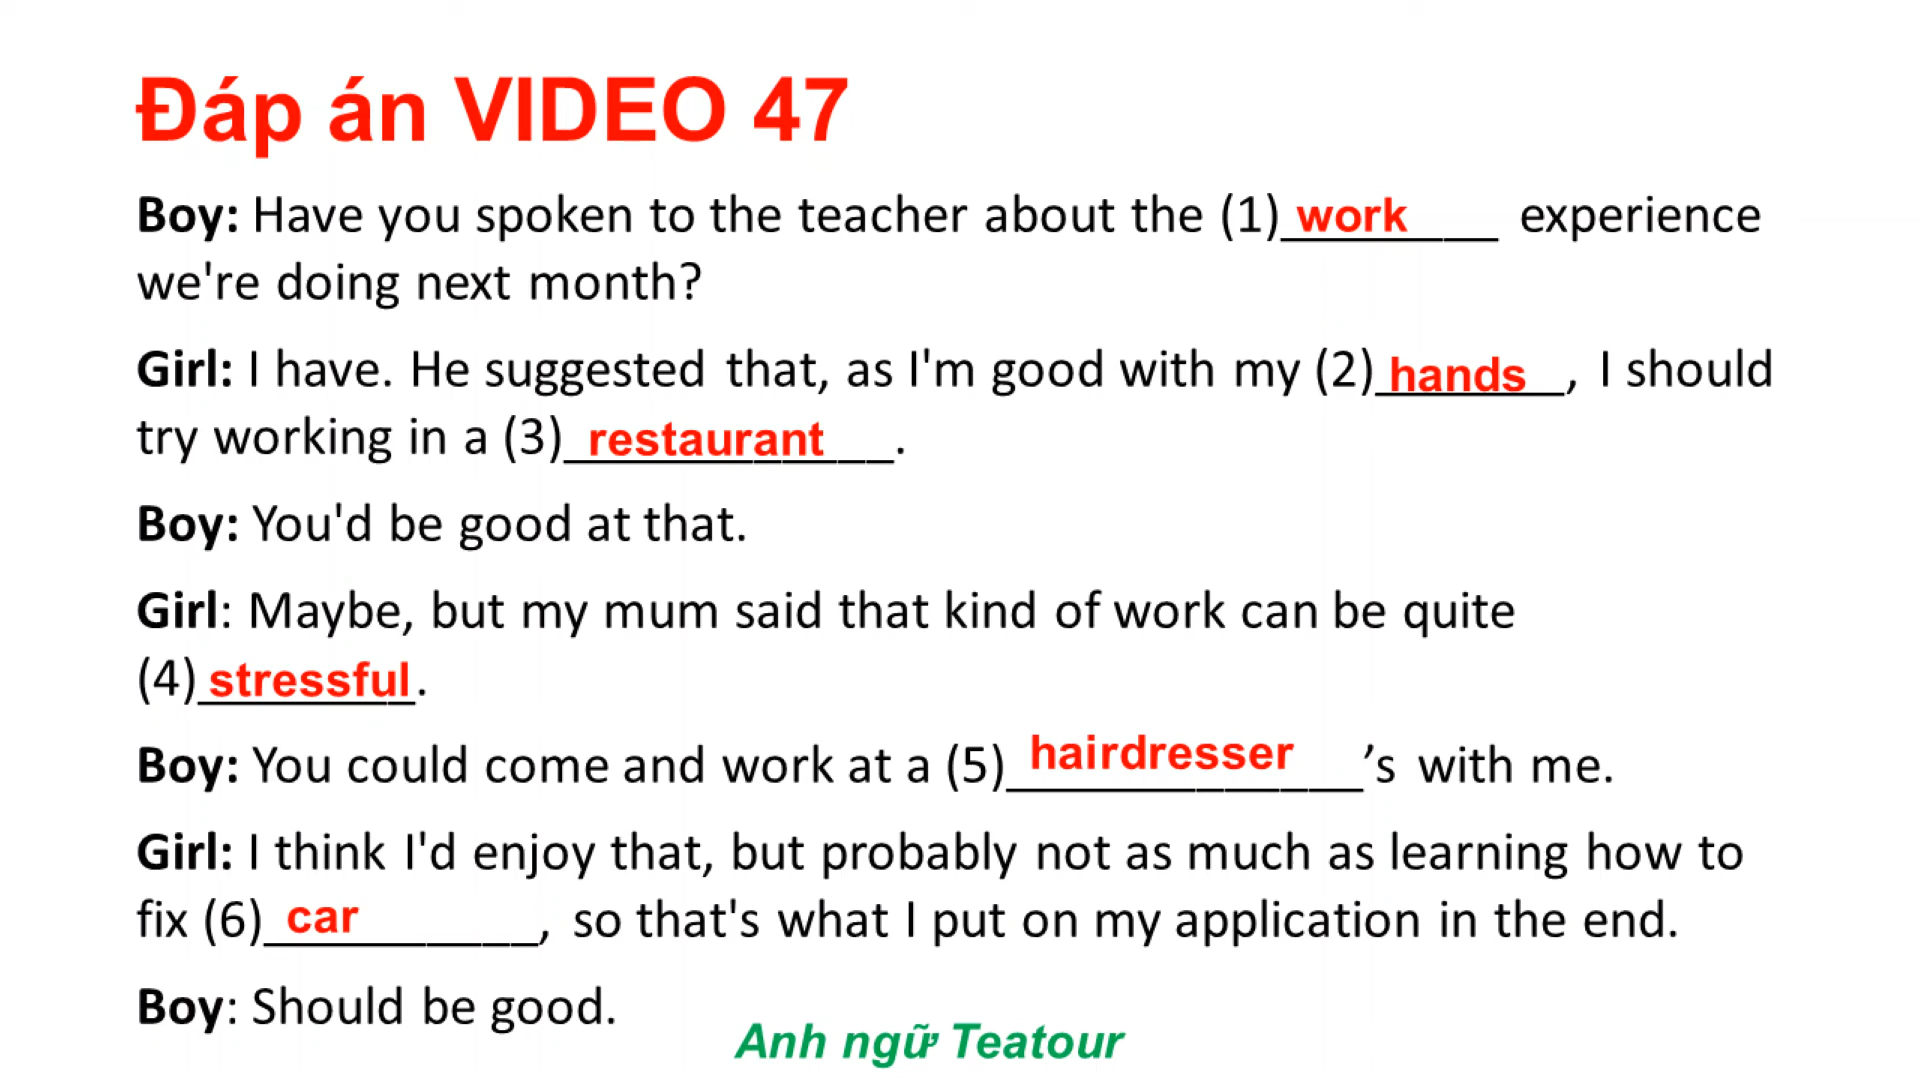 Đáp án VIDEO 47
Boy: Have you spoken to the teacher about the (1) work experience
we're doing next month?
Girl: I have. He suggested that, as I'm good with my (2) hands, I should
try working in a (3) restaurant.
Boy: You'd be good at that.
Girl: Maybe, but my mum said that kind of work can be quite
(4) stressful.
Boy: You could come and work at a (5) hairdresser’s with me.
Girl: I think I'd enjoy that, but probably not as much as learning how to
fix (6) car, so that's what I put on my application in the end.
Boy: Should be good.
Anh ngữ Teatour